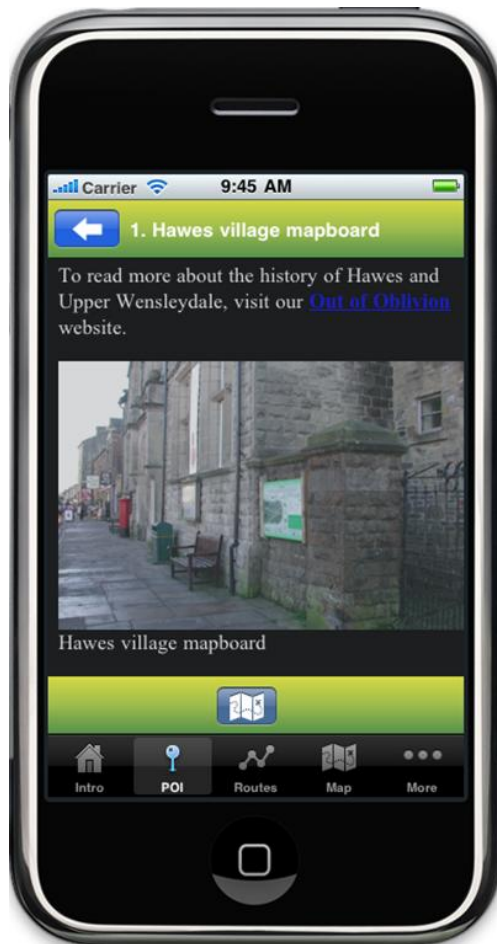 Carrier 9:45 AM
1. Hawes village mapboard
To read more about the history of Hawes and
Upper Wensleydale, visit our Out of Oblivion
website.
Hawes village mapboard
Intro POI Routes Map More